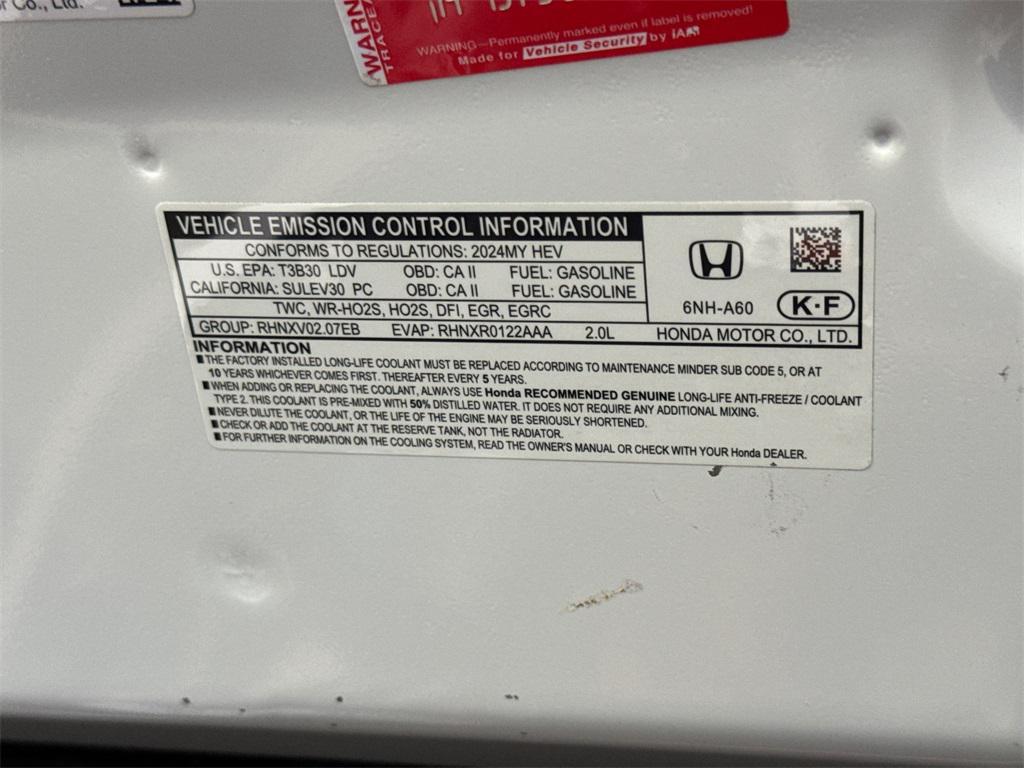 Co., Ltd.
WARNING—Permanently marked even if label is removed!
Made for Vehicle Security by IAR
VEHICLE EMISSION CONTROL INFORMATION
CONFORMS TO REGULATIONS: 2024MY HEV
U.S. EPA: T3B30 LDV OBD: CA II FUEL: GASOLINE
CALIFORNIA: SULEV30 PC OBD: CA II FUEL: GASOLINE
TWC, WR-HO2S, HO2S, DFI, EGR, EGRC
6NH-A60 K·F
GROUP: RHNXV02.07EB EVAP: RHNXR0122AAA 2.0L HONDA MOTOR CO., LTD.
INFORMATION
■THE FACTORY INSTALLED LONG-LIFE COOLANT MUST BE REPLACED ACCORDING TO MAINTENANCE MINDER SUB CODE 5, OR AT
10 YEARS WHICHEVER COMES FIRST. THEREAFTER EVERY 5 YEARS.
■WHEN ADDING OR REPLACING THE COOLANT, ALWAYS USE Honda RECOMMENDED GENUINE LONG-LIFE ANTI-FREEZE / COOLANT
TYPE 2. THIS COOLANT IS PRE-MIXED WITH 50% DISTILLED WATER. IT DOES NOT REQUIRE ANY ADDITIONAL MIXING.
■NEVER DILUTE THE COOLANT, OR THE LIFE OF THE ENGINE MAY BE SERIOUSLY SHORTENED.
■CHECK OR ADD THE COOLANT AT THE RESERVE TANK, NOT THE RADIATOR.
■FOR FURTHER INFORMATION ON THE COOLING SYSTEM, READ THE OWNER'S MANUAL OR CHECK WITH YOUR Honda DEALER.